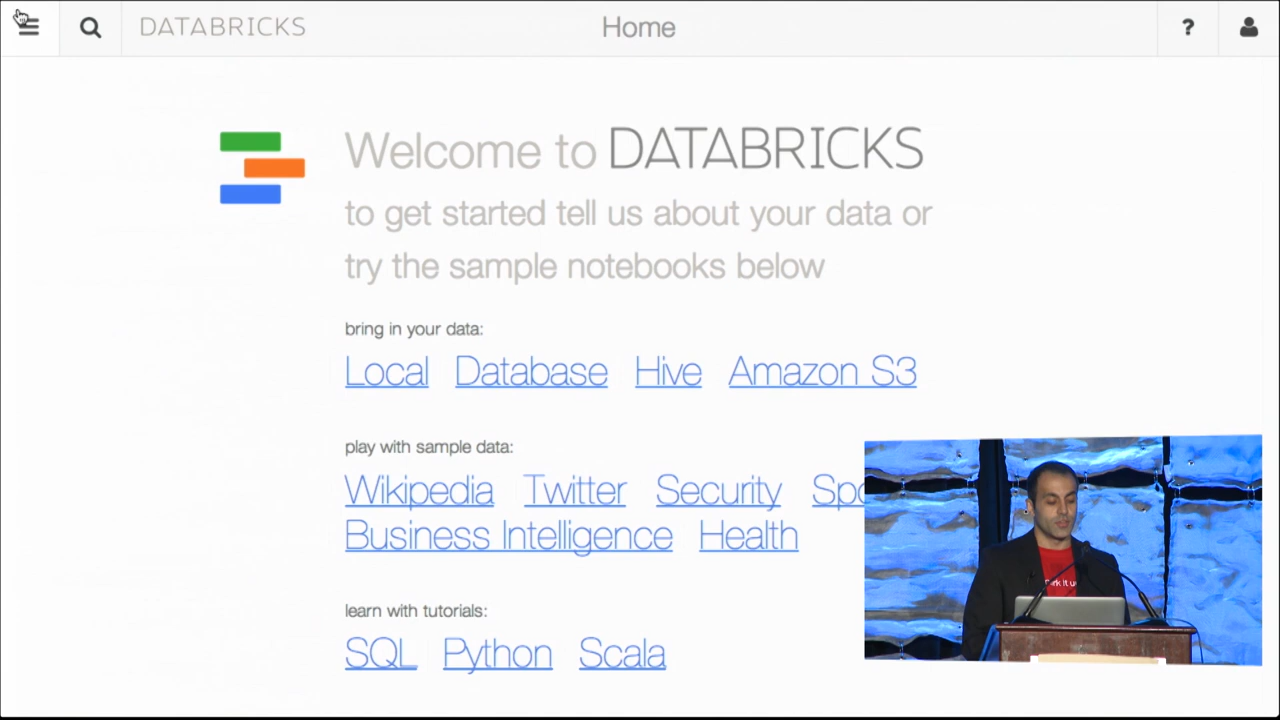 DATABRICKS
Home
?
Welcome to DATABRICKS
to get started tell us about your data or
try the sample notebooks below
bring in your data:
Local Database Hive Amazon S3
play with sample data:
Wikipedia Twitter Security
Business Intelligence Health
learn with tutorials:
SQL Python Scala